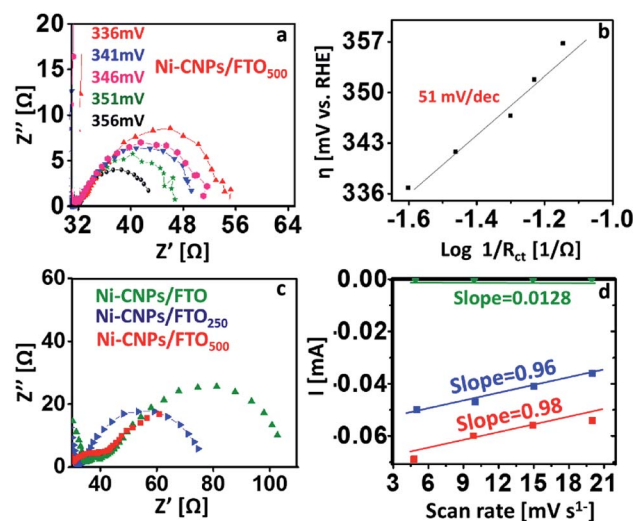 a
336mV
341mV
346mV
351mV
356mV
Ni-CNPs/FTO500
Z'' [Ω]
20
15
10
5
0
32 40 48 56 64
Z' [Ω]
b
51 mV/dec
η [mV vs. RHE]
357
350
343
336
-1.6 -1.4 -1.2 -1.0
Log 1/Rct [1/Ω]
c
Ni-CNPs/FTO
Ni-CNPs/FTO250
Ni-CNPs/FTO500
Z'' [Ω]
60
40
20
0
40 60 80 100
Z' [Ω]
d
Slope=0.0128
Slope=0.96
Slope=0.98
I [mA]
0.00
-0.02
-0.04
-0.06
3 6 9 12 15 18 21
Scan rate [mV s1-]